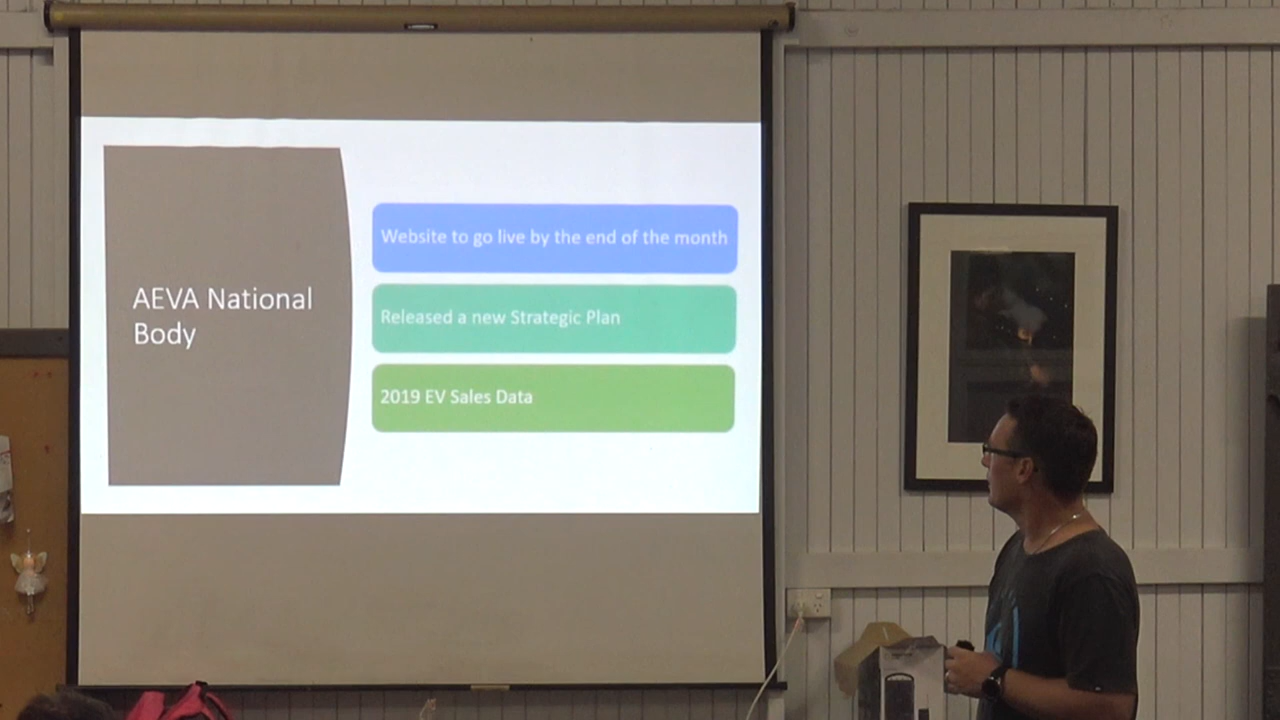 AEVA National
Body
Website to go live by the end of the month
Released a new Strategic Plan
2019 EV Sales Data